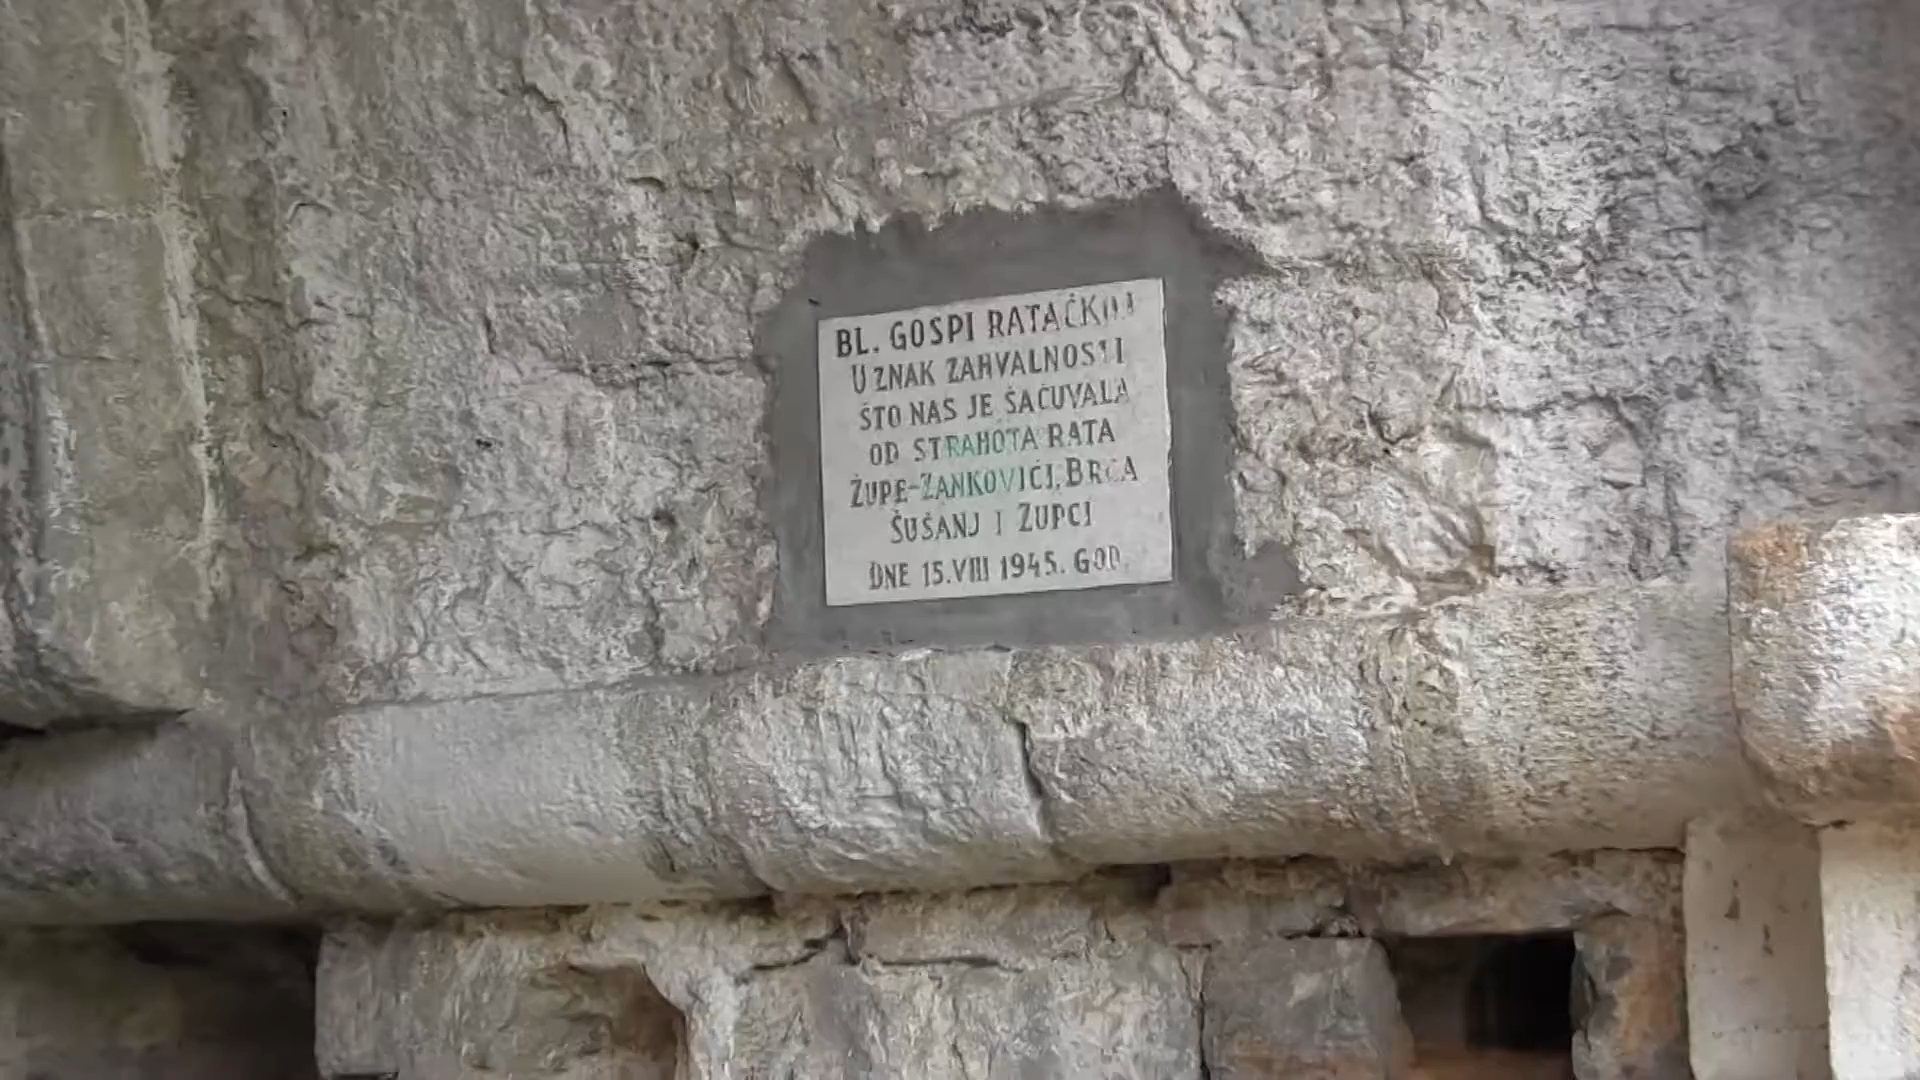 BL. GOSPI RATAČKOJ
U ZNAK ZAHVALNOSTI
ŠTO NAS JE SAČUVALA
OD STRAHOTA RATA
ŽUPE-ZANKOVIĆI, BRCA
ŠUŠANJ I ZUPCI
DNE 15.VIII 1945. GOD.